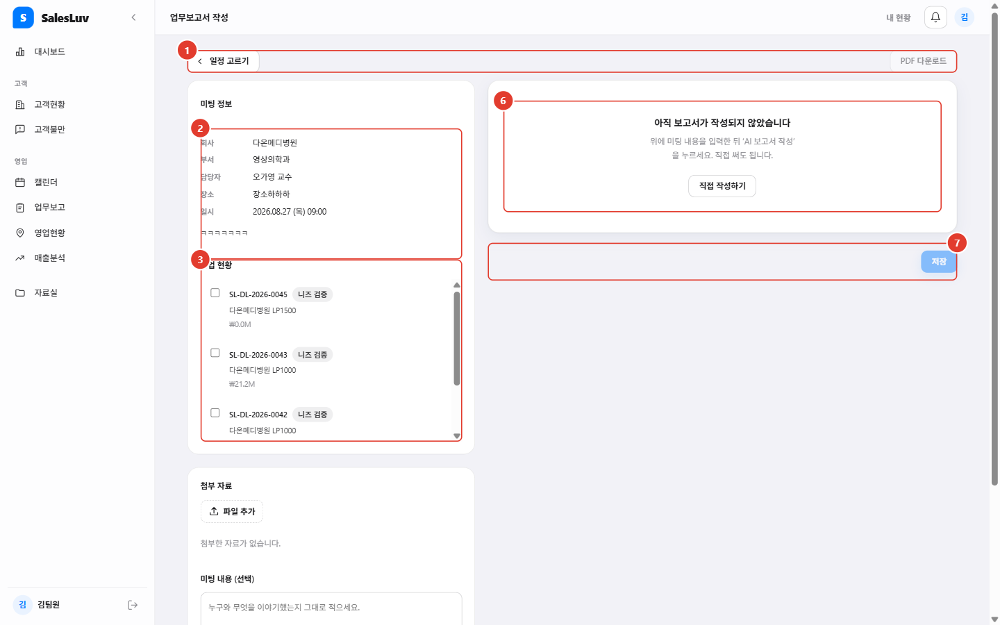 S SalesLuv
대시보드
고객
고객현황
고객불만
영업
캘린더
업무보고
영업현황
매출분석
자료실
김 김팀원
업무보고서 작성
내 현황
김
1
일정 고르기
PDF 다운로드
미팅 정보
2
회사 다온메디병원
부서 영상의학과
담당자 오가영 교수
장소 장소하하하
일시 2026.08.27 (목) 09:00
ㅋㅋㅋㅋㅋㅋㅋ
3
업 현황
SL-DL-2026-0045 니즈 검증
다온메디병원 LP1500
₩0.0M
SL-DL-2026-0043 니즈 검증
다온메디병원 LP1000
₩21.2M
SL-DL-2026-0042 니즈 검증
다온메디병원 LP1000
첨부 자료
파일 추가
첨부한 자료가 없습니다.
미팅 내용 (선택)
누구와 무엇을 이야기했는지 그대로 적으세요.
6
아직 보고서가 작성되지 않았습니다
위에 미팅 내용을 입력한 뒤 ‘AI 보고서 작성’
을 누르세요. 직접 써도 됩니다.
직접 작성하기
7
저장